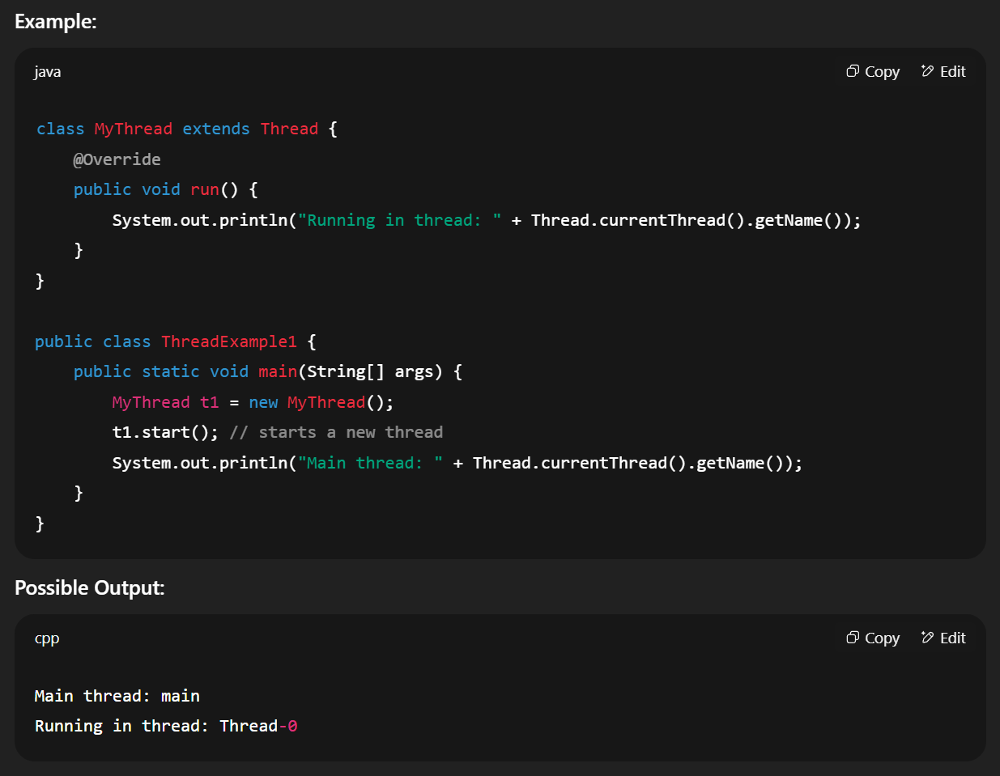 Example:
java
Copy Edit
class MyThread extends Thread {
    @Override
    public void run() {
        System.out.println("Running in thread: " + Thread.currentThread().getName());
    }
}

public class ThreadExample1 {
    public static void main(String[] args) {
        MyThread t1 = new MyThread();
        t1.start(); // starts a new thread
        System.out.println("Main thread: " + Thread.currentThread().getName());
    }
}
Possible Output:
cpp
Copy Edit
Main thread: main
Running in thread: Thread-0